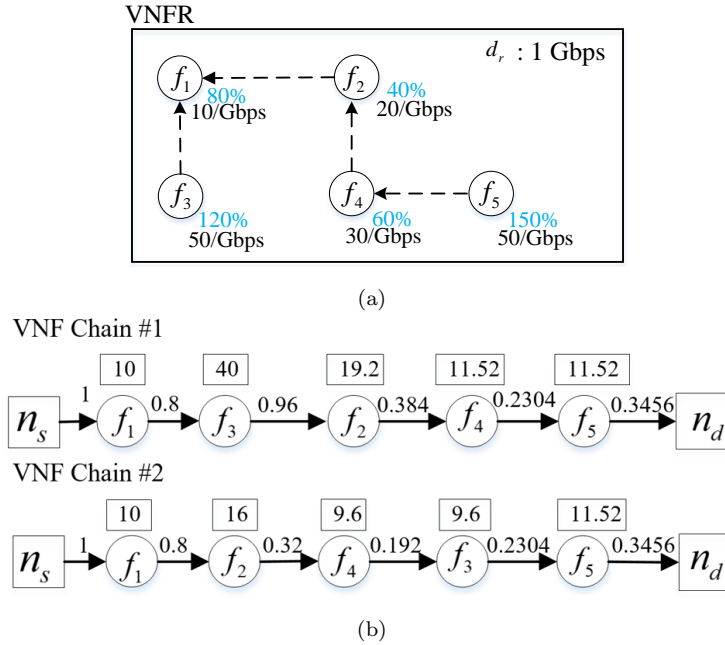 VNFR
d_r : 1 Gbps
f_1
f_2
80%
40%
10/Gbps
20/Gbps
f_3
f_4
f_5
120%
60%
150%
50/Gbps
30/Gbps
50/Gbps
(a)
VNF Chain #1
10
40
19.2
11.52
11.52
n_s
1
f_1
0.8
f_3
0.96
f_2
0.384
f_4
0.2304
f_5
0.3456
n_d
VNF Chain #2
10
16
9.6
9.6
11.52
n_s
1
f_1
0.8
f_2
0.32
f_4
0.192
f_3
0.2304
f_5
0.3456
n_d
(b)